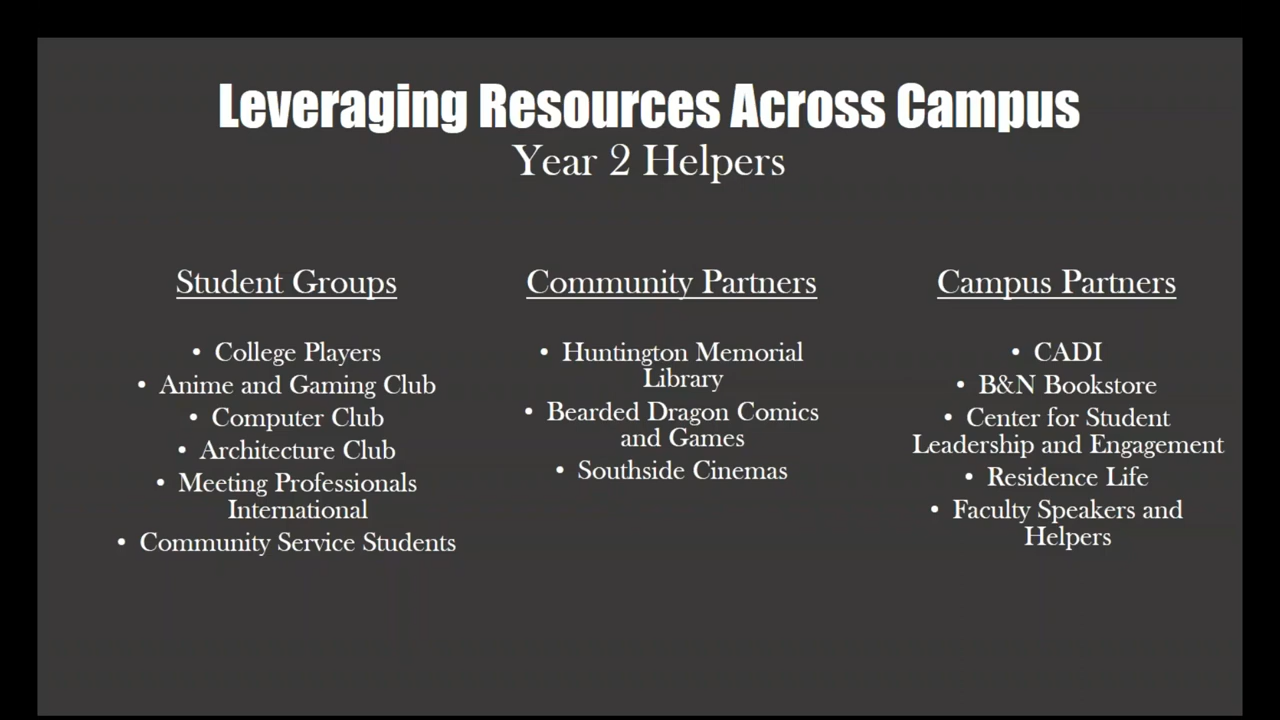 Leveraging Resources Across Campus
Year 2 Helpers
Student Groups
• College Players
• Anime and Gaming Club
• Computer Club
• Architecture Club
• Meeting Professionals
International
• Community Service Students
Community Partners
• Huntington Memorial
Library
• Bearded Dragon Comics
and Games
• Southside Cinemas
Campus Partners
• CADI
• B&N Bookstore
• Center for Student
Leadership and Engagement
• Residence Life
• Faculty Speakers and
Helpers